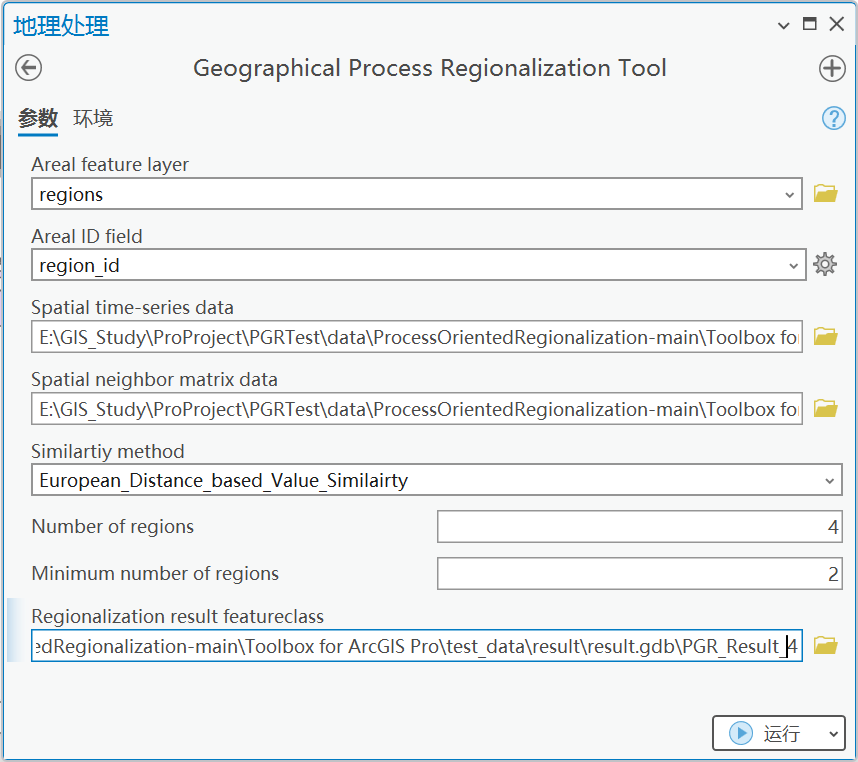 地理处理
Geographical Process Regionalization Tool
参数 环境
Areal feature layer
regions
Areal ID field
region_id
Spatial time-series data
E:\GIS_Study\ProProject\PGRTest\data\ProcessOrientedRegionalization-main\Toolbox fo
Spatial neighbor matrix data
E:\GIS_Study\ProProject\PGRTest\data\ProcessOrientedRegionalization-main\Toolbox fo
Similartiy method
European_Distance_based_Value_Similairty
Number of regions 4
Minimum number of regions 2
Regionalization result featureclass
edRegionalization-main\Toolbox for ArcGIS Pro\test_data\result\result.gdb\PGR_Result_4
运行